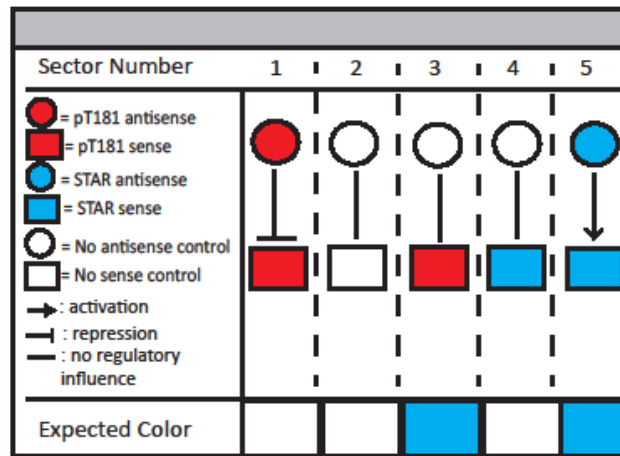 Sector Number 1 2 3 4 5
= pT181 antisense
= pT181 sense
= STAR antisense
= STAR sense
= No antisense control
= No sense control
: activation
: repression
: no regulatory
influence
Expected Color